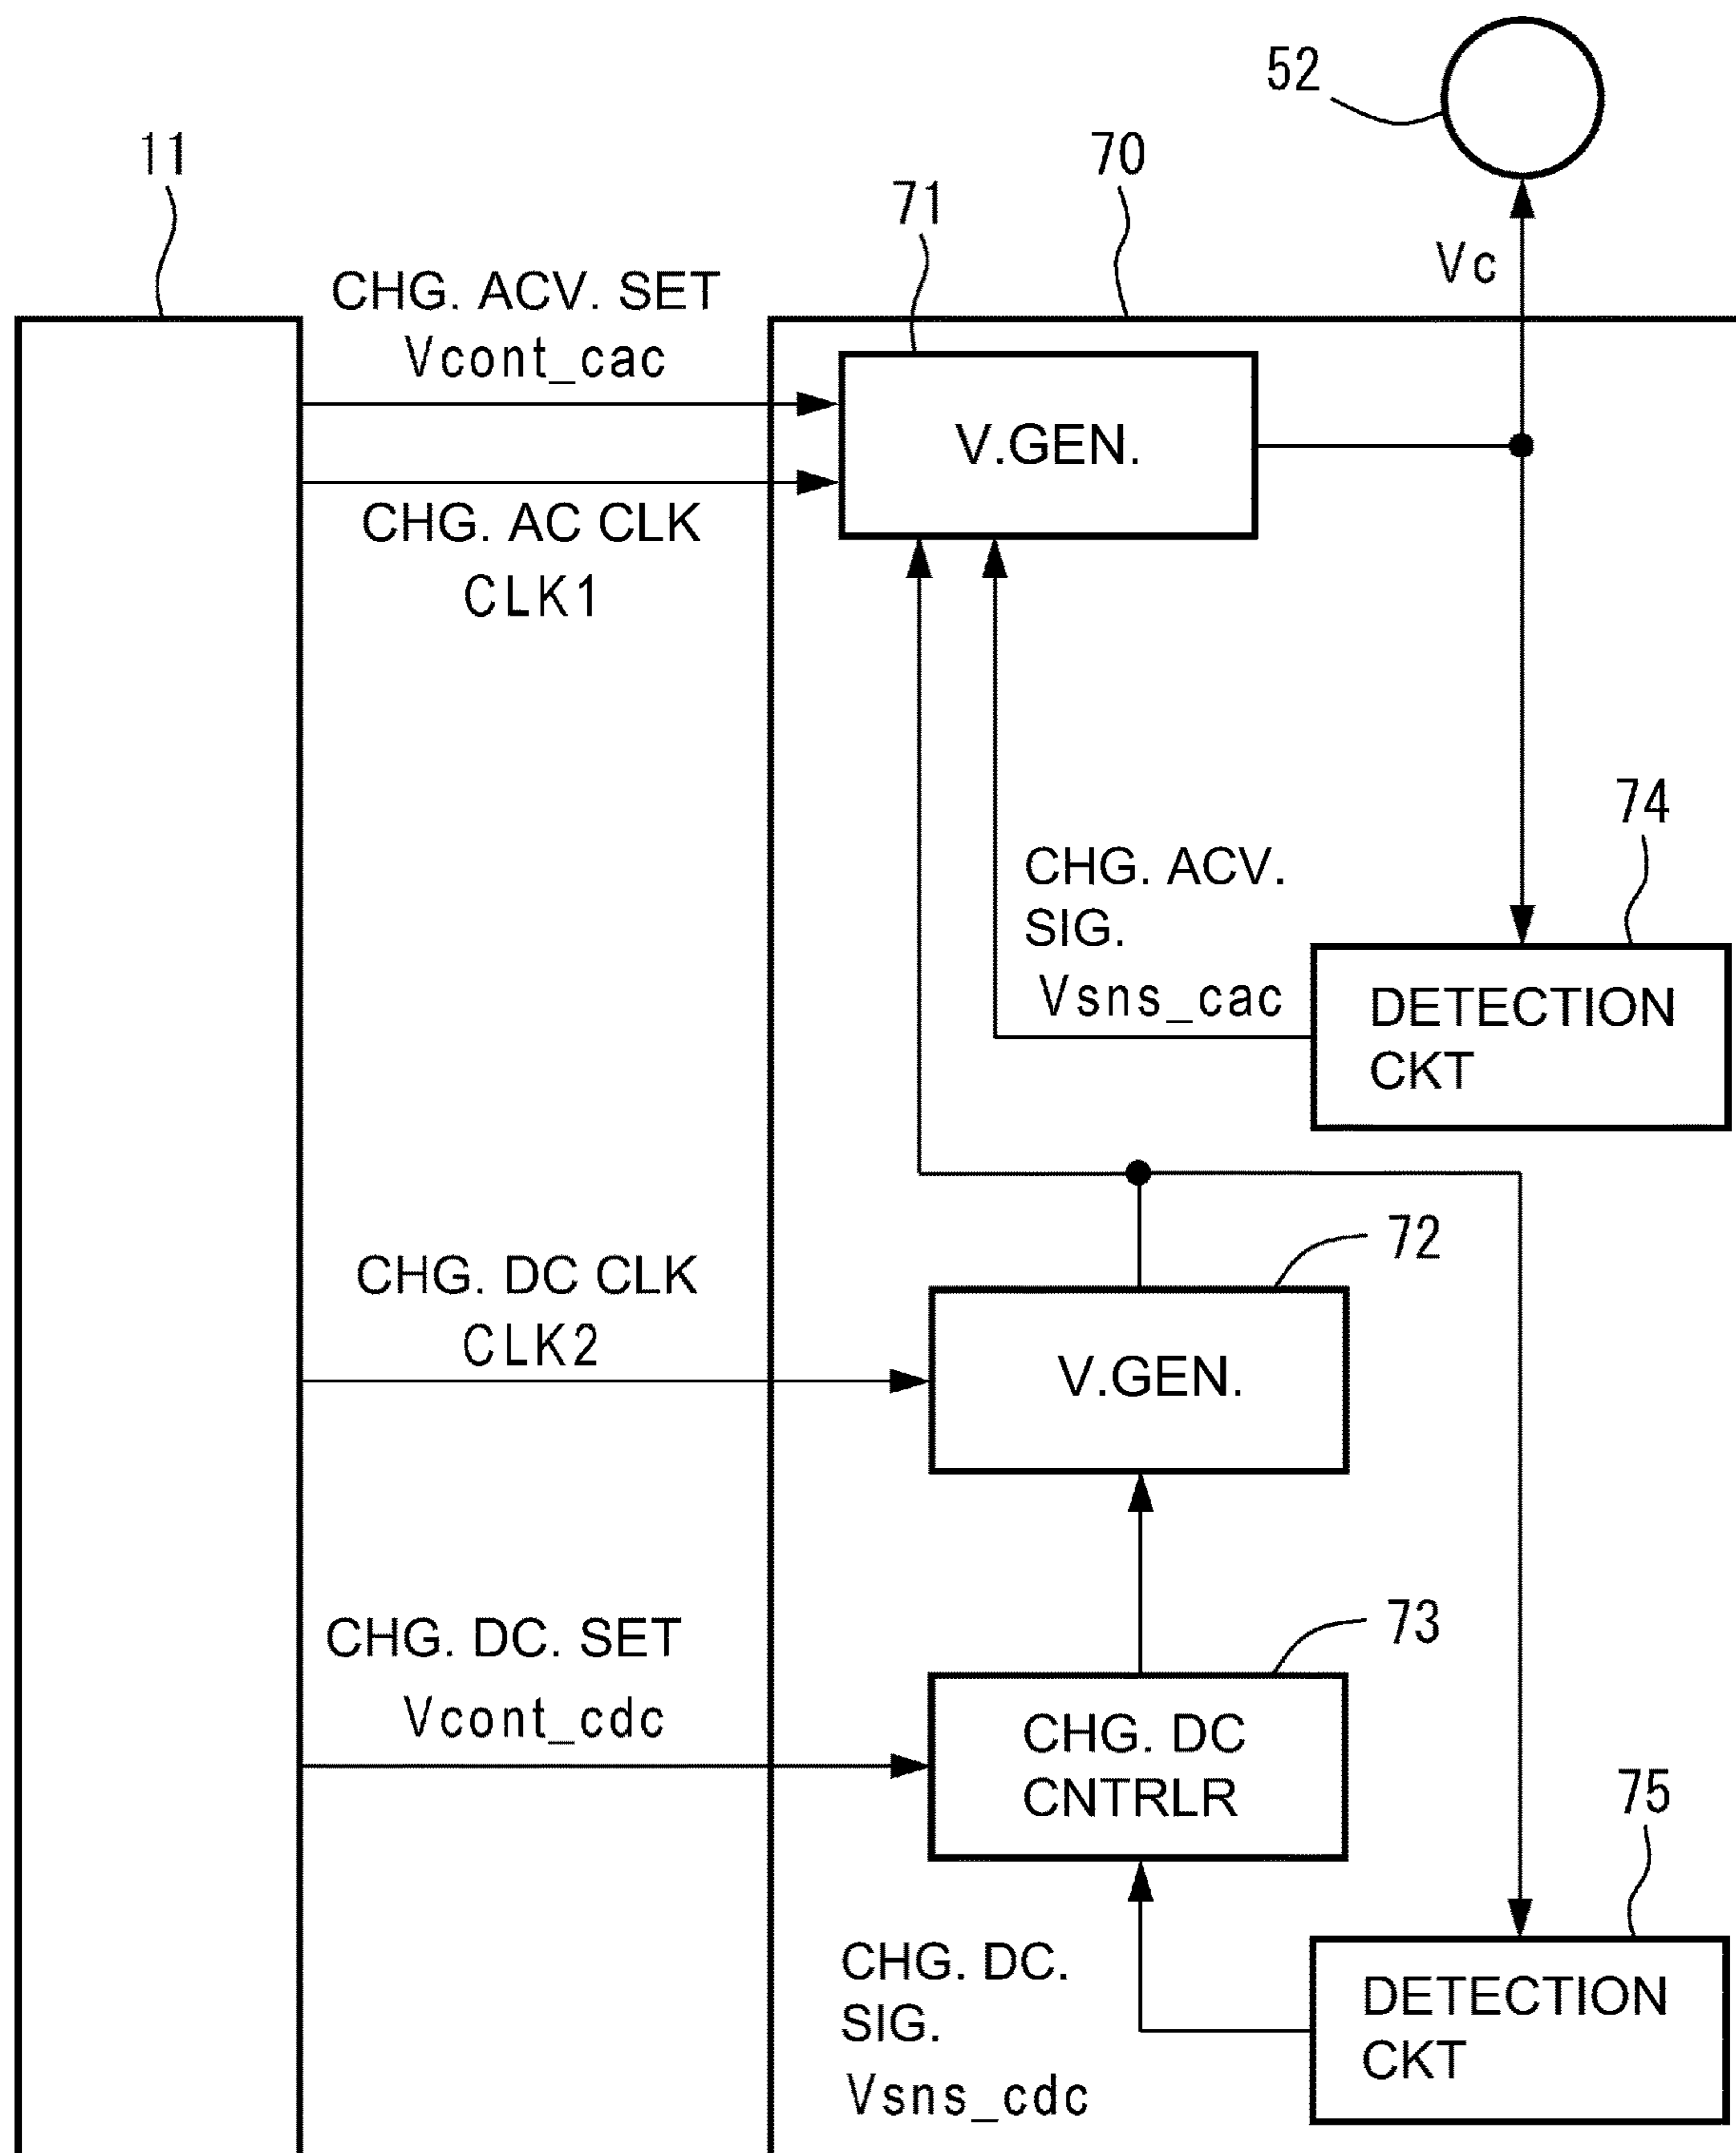 52
11
70
71
CHG. ACV. SET
Vcont_cac
Vc
V.GEN.
CHG. AC CLK
CLK1
74
CHG. ACV.
SIG.
Vsns_cac
DETECTION
CKT
72
CHG. DC CLK
CLK2
V.GEN.
73
CHG. DC. SET
Vcont_cdc
CHG. DC
CNTRLR
75
CHG. DC.
SIG.
Vsns_cdc
DETECTION
CKT